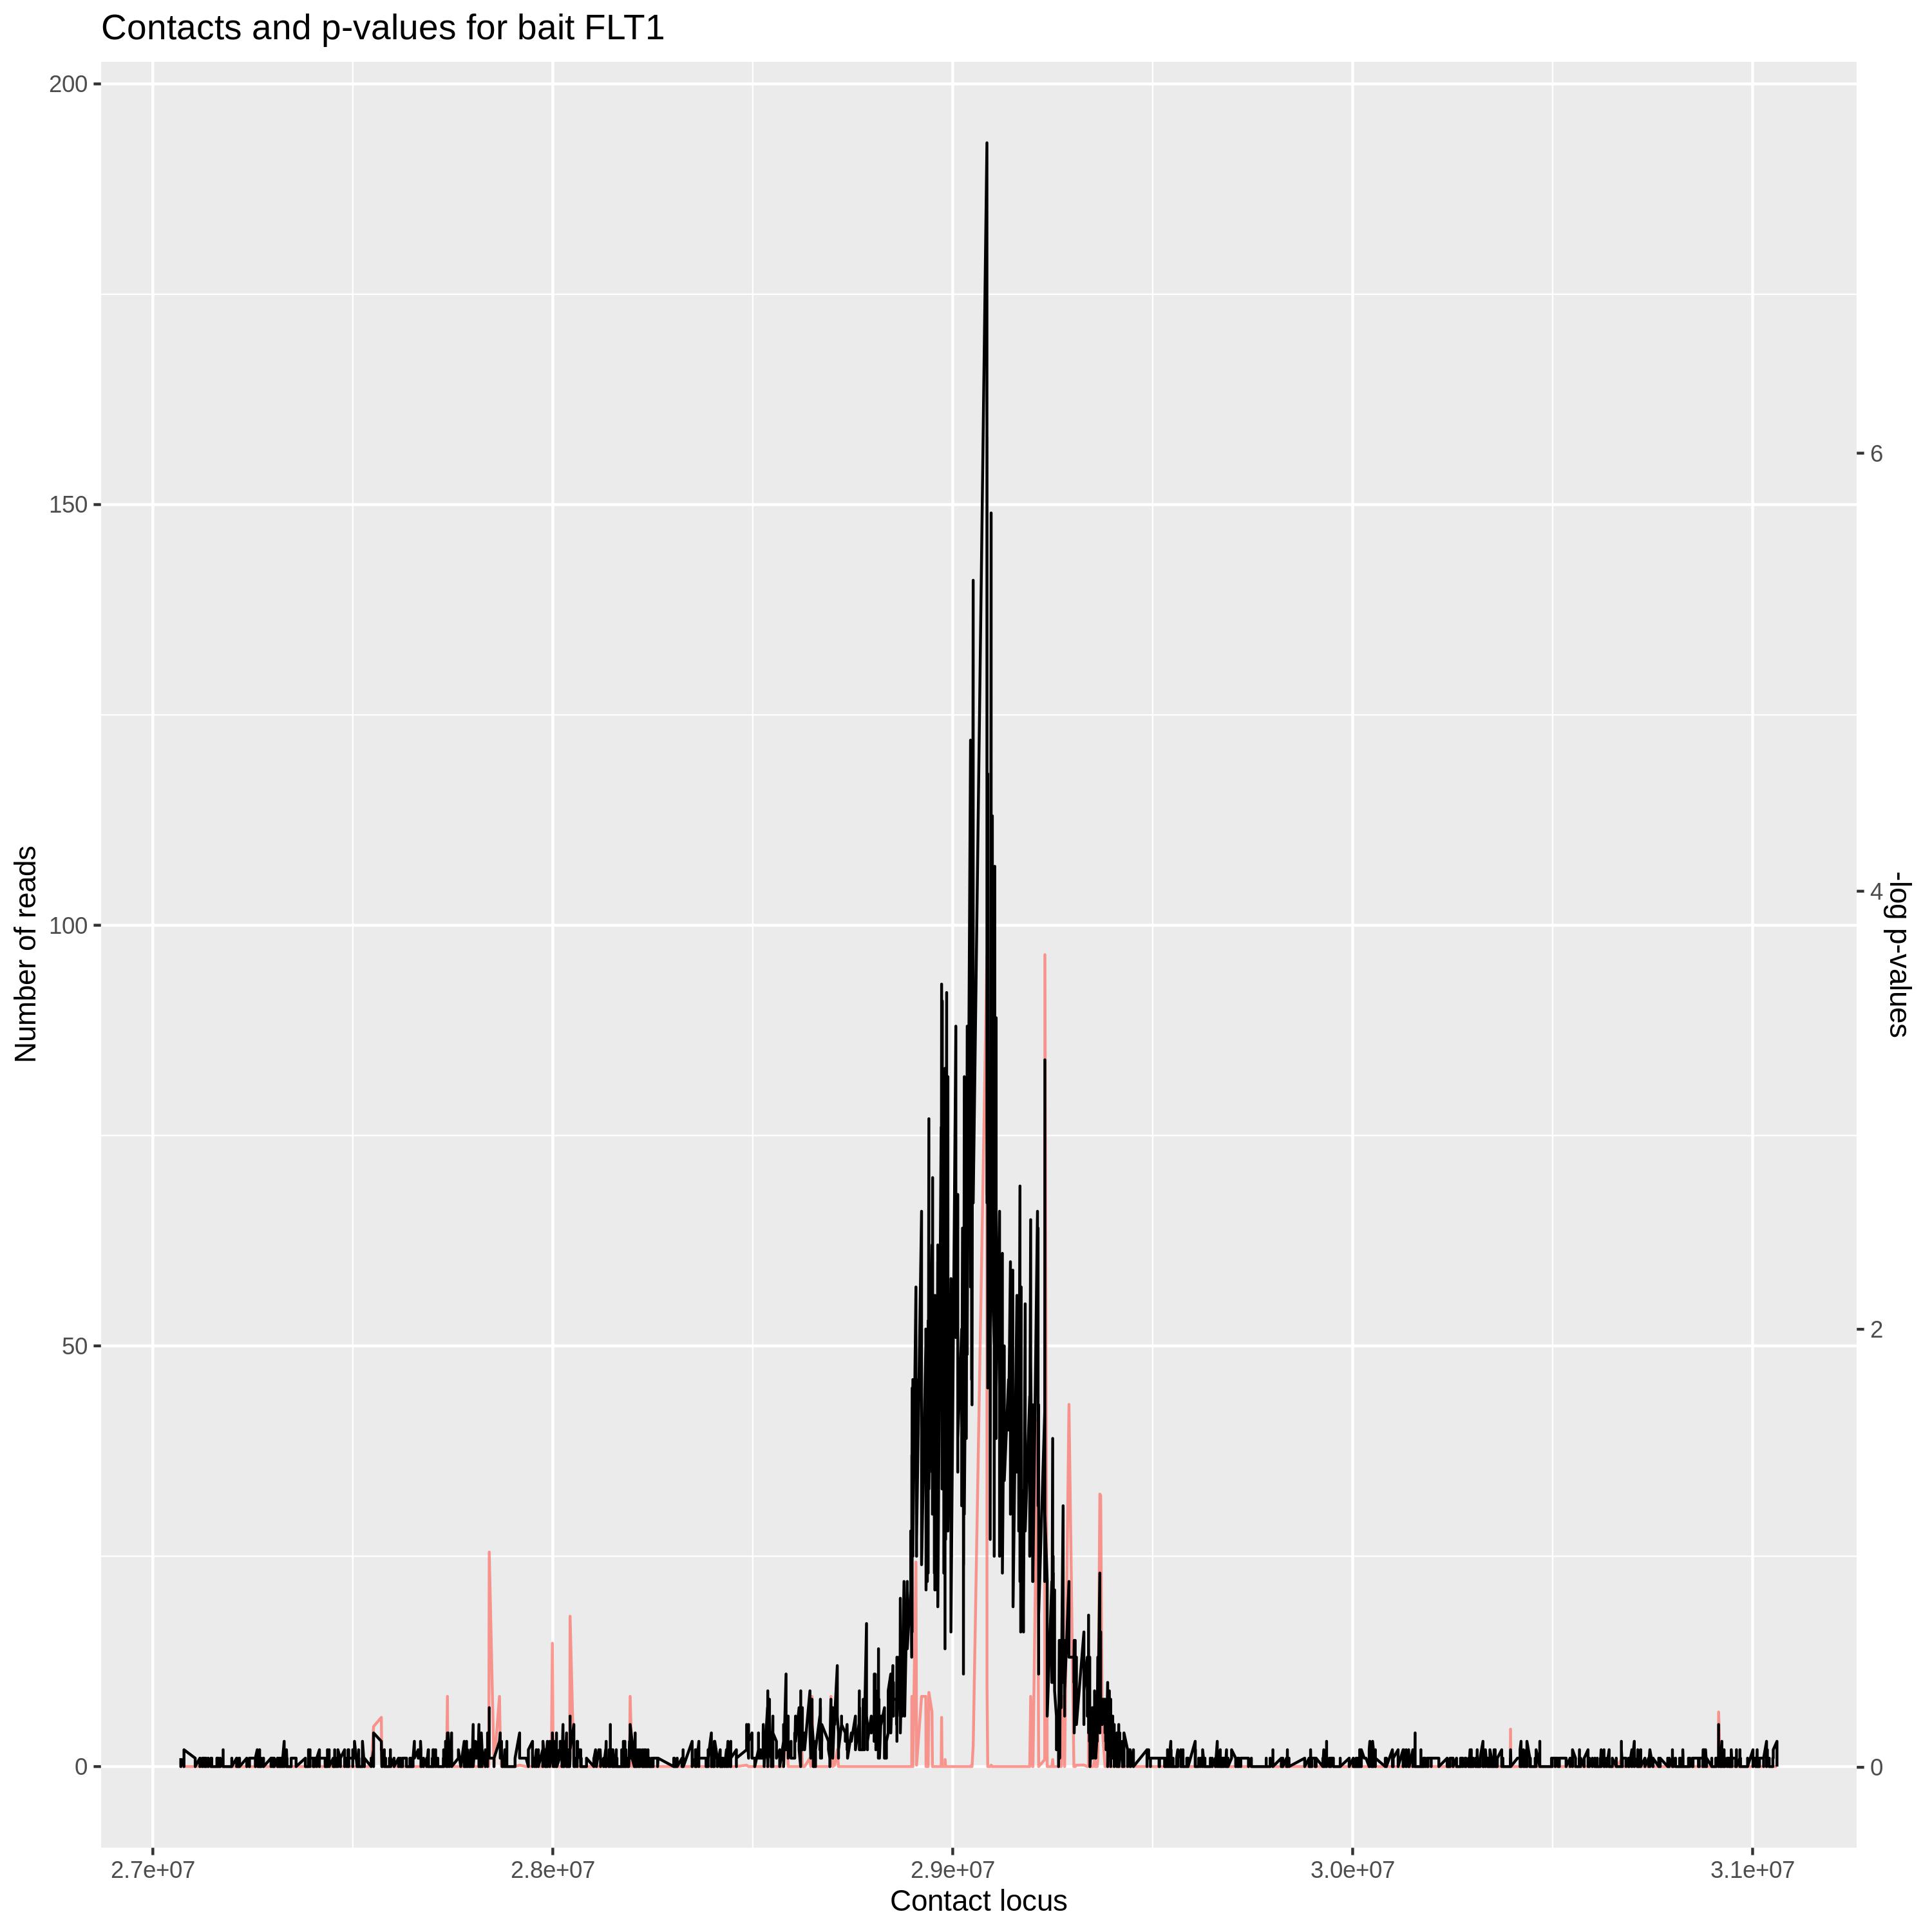 Contacts and p-values for bait FLT1
200
150
100
50
0
Number of reads
6
4
2
0
-log p-values
2.7e+07 2.8e+07 2.9e+07 3.0e+07 3.1e+07
Contact locus